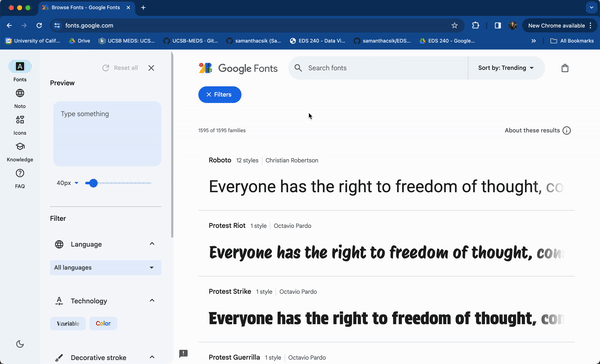 Browse Fonts - Google Fonts
fonts.google.com
New Chrome available
University of Calif...
Drive
UCSB-MEDS: UCS...
UCSB-MEDS - Git...
samanthacsik (Sam...
EDS 240 - Data Vi...
samanthacsik/EDS...
EDS 240 - Google...
All Bookmarks
Fonts
Noto
Icons
Knowledge
FAQ
Reset all
Preview
Type something
40px
Filter
Language
All languages
Technology
Variable
Color
Decorative stroke
Google Fonts
Search fonts
Sort by: Trending
Filters
1595 of 1595 families
About these results
Roboto 12 styles Christian Robertson
Everyone has the right to freedom of thought, co
Protest Riot 1 style Octavio Pardo
Everyone has the right to freedom of thought, con
Protest Strike 1 style Octavio Pardo
Everyone has the right to freedom of thought, con
Protest Guerrilla 1 style Octavio Pardo